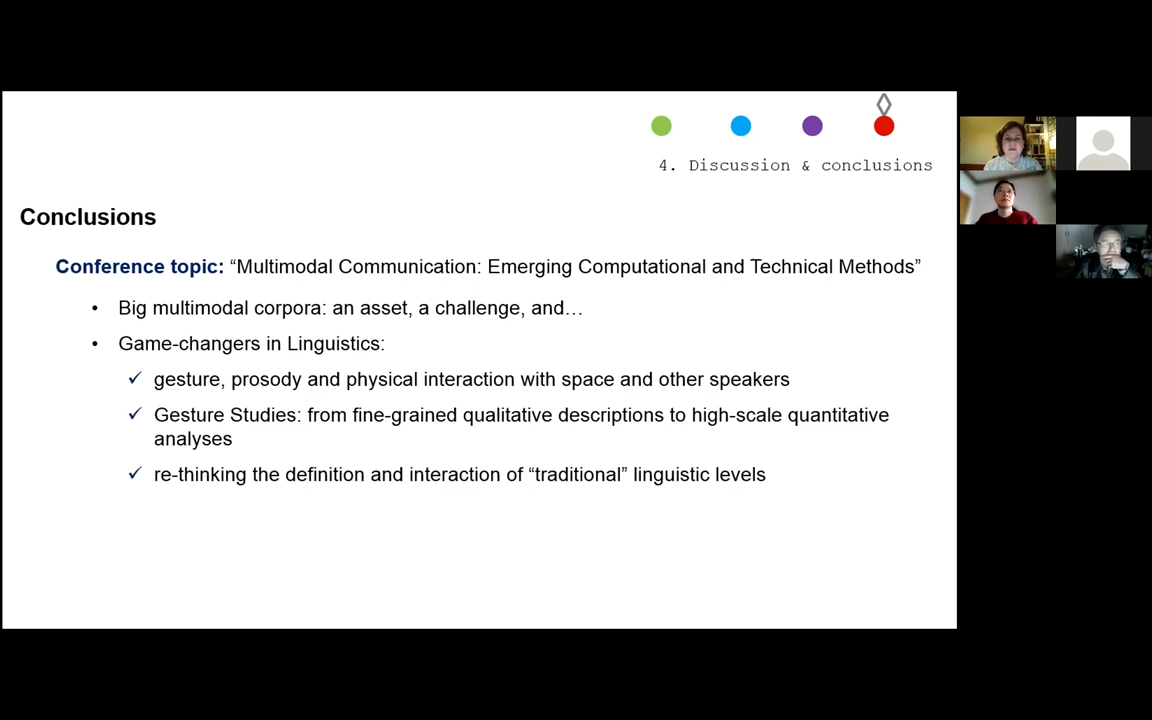 4. Discussion & conclusions
Conclusions
Conference topic: “Multimodal Communication: Emerging Computational and Technical Methods”
• Big multimodal corpora: an asset, a challenge, and…
• Game-changers in Linguistics:
✓ gesture, prosody and physical interaction with space and other speakers
✓ Gesture Studies: from fine-grained qualitative descriptions to high-scale quantitative
analyses
✓ re-thinking the definition and interaction of “traditional” linguistic levels